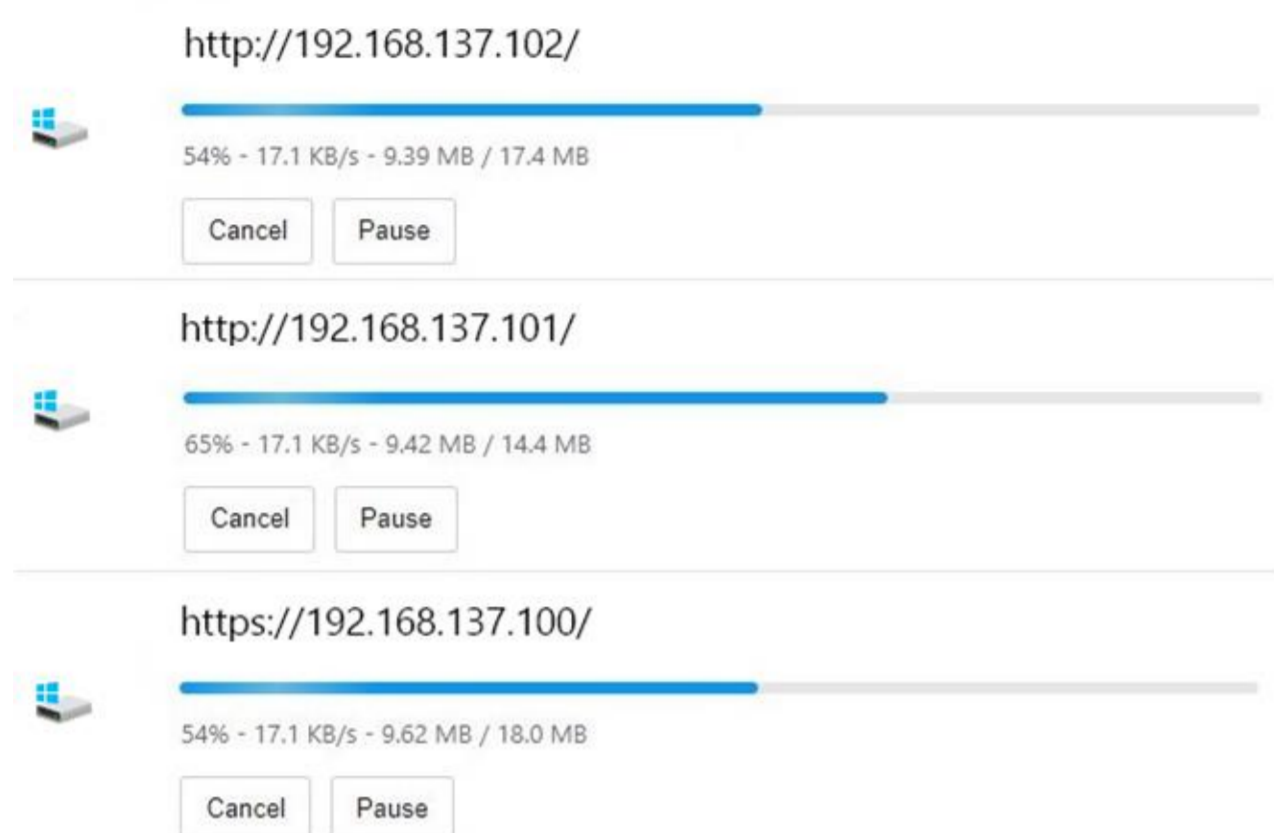 http://192.168.137.102/
54% - 17.1 KB/s - 9.39 MB / 17.4 MB
Cancel Pause
http://192.168.137.101/
65% - 17.1 KB/s - 9.42 MB / 14.4 MB
Cancel Pause
https://192.168.137.100/
54% - 17.1 KB/s - 9.62 MB / 18.0 MB
Cancel Pause